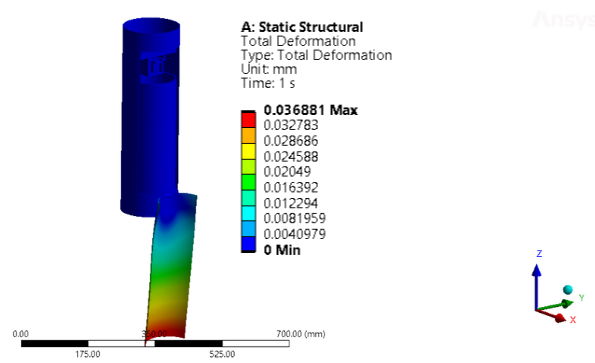 Ansys
A: Static Structural
Total Deformation
Type: Total Deformation
Unit: mm
Time: 1 s
0.036881 Max
0.032783
0.028686
0.024588
0.02049
0.016392
0.012294
0.0081959
0.0040979
0 Min
Z
Y
X
0.00
350.00
700.00 (mm)
175.00
525.00